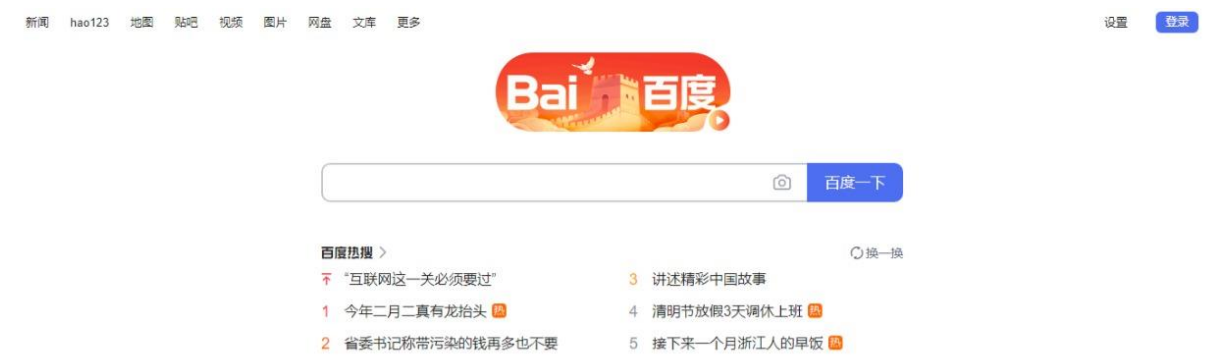 新闻 hao123 地图 贴吧 视频 图片 网盘 文库 更多 设置 登录
Bai 百度
百度一下
百度热搜 换一换
“互联网这一关必须要过” 3 讲述精彩中国故事
1 今年二月二真有龙抬头 热 4 清明节放假3天调休上班 热
2 省委书记称带污染的钱再多也不要 5 接下来一个月浙江人的早饭 热